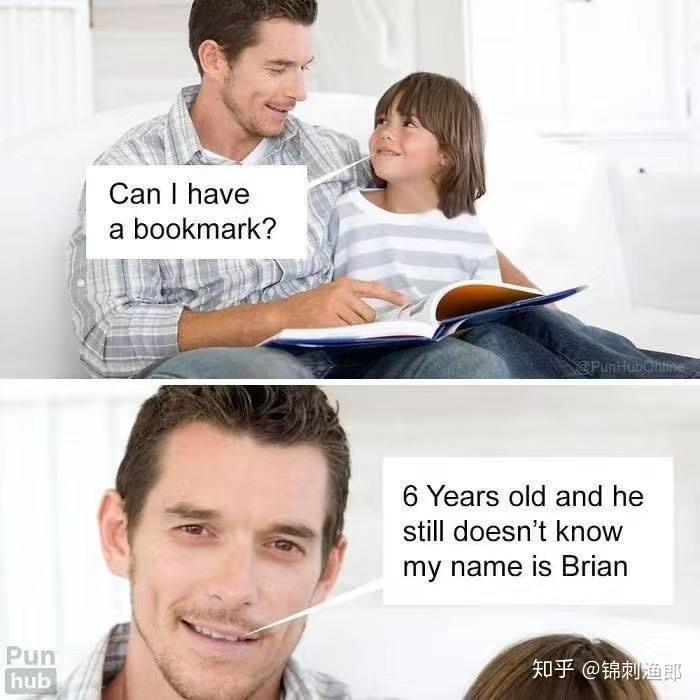 Can I have
a bookmark?
@PunHubOnline
6 Years old and he
still doesn't know
my name is Brian
Pun
hub
知乎 @锦刺渔郎